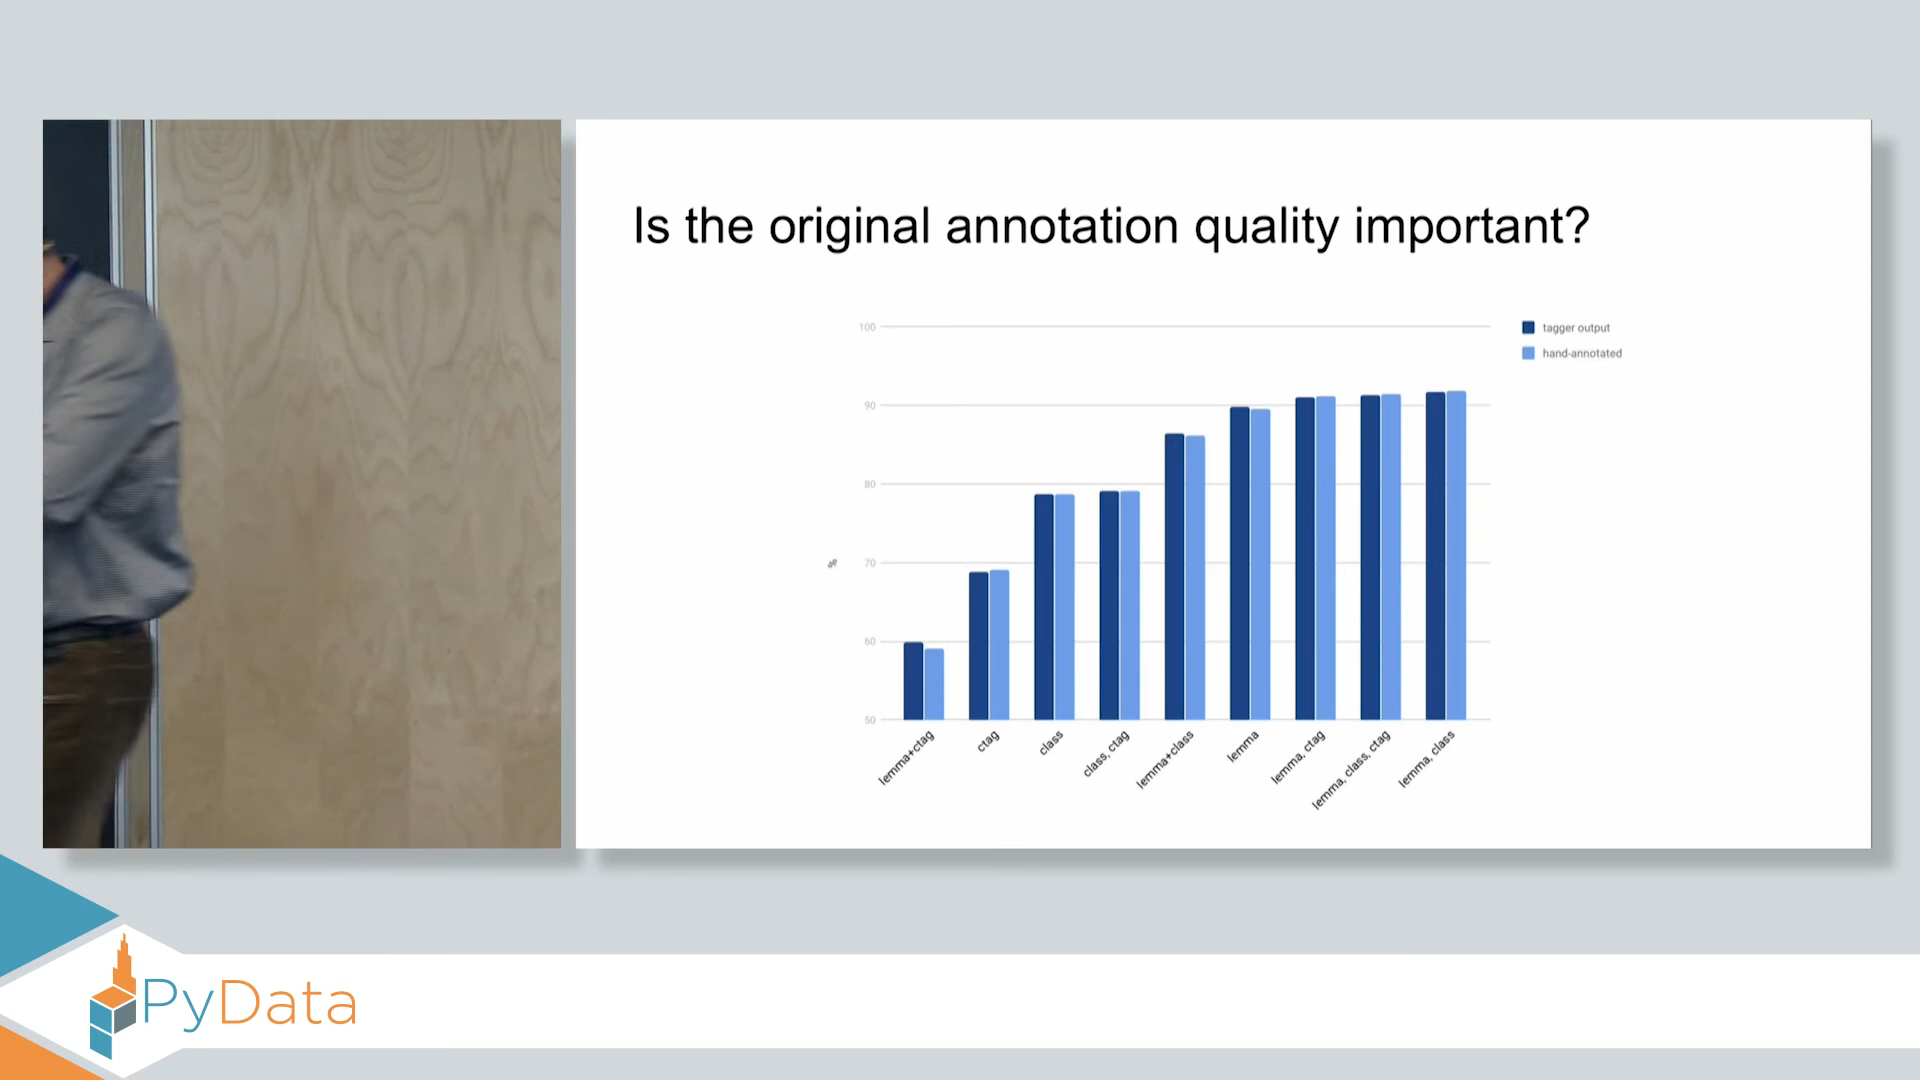 Is the original annotation quality important?
tagger output
hand-annotated
100
90
80
70
60
50
%
lemma+ctag
ctag
class
class, ctag
lemma+class
lemma
lemma, ctag
lemma, class, ctag
lemma, class
PyData